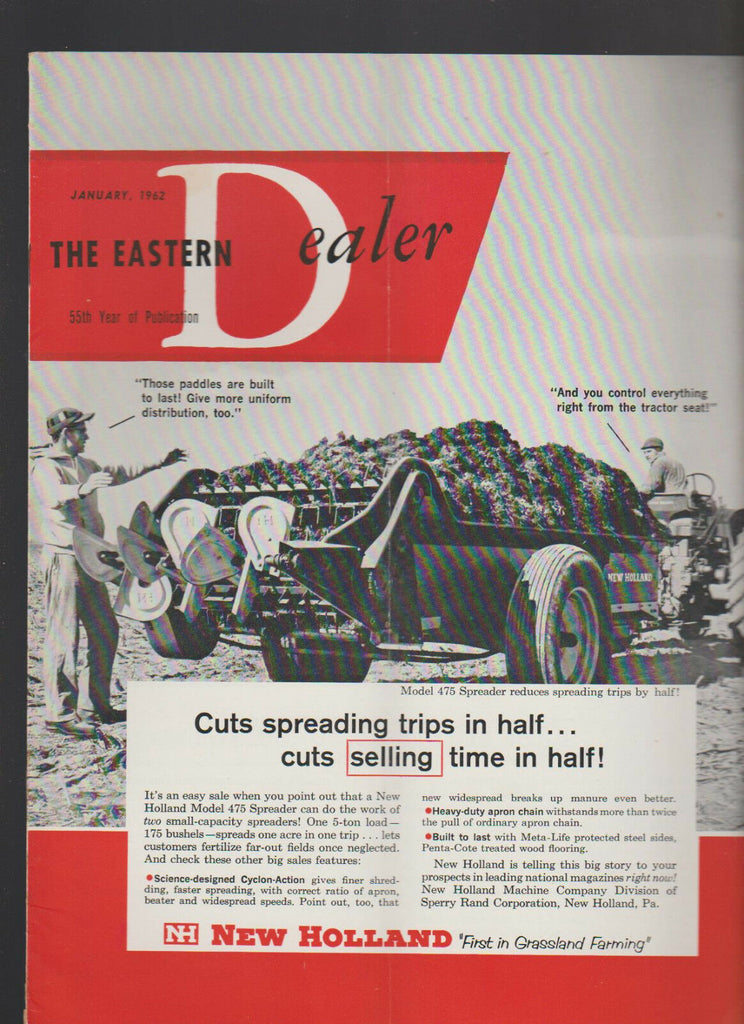 JANUARY, 1962
THE EASTERN Dealer
55th Year of Publication
"Those paddles are built
to last! Give more uniform
distribution, too."
"And you control everything
right from the tractor seat!"
NEW HOLLAND
Model 475 Spreader reduces spreading trips by half!
Cuts spreading trips in half...
cuts selling time in half!
It's an easy sale when you point out that a New
Holland Model 475 Spreader can do the work of
two small-capacity spreaders! One 5-ton load—
175 bushels—spreads one acre in one trip . . . lets
customers fertilize far-out fields once neglected.
And check these other big sales features:
•Science-designed Cyclon-Action gives finer shred-
ding, faster spreading, with correct ratio of apron,
beater and widespread speeds. Point out, too, that
new widespread breaks up manure even better.
•Heavy-duty apron chain withstands more than twice
the pull of ordinary apron chain.
•Built to last with Meta-Life protected steel sides,
Penta-Cote treated wood flooring.
New Holland is telling this big story to your
prospects in leading national magazines right now!
New Holland Machine Company Division of
Sperry Rand Corporation, New Holland, Pa.
NH NEW HOLLAND "First in Grassland Farming"